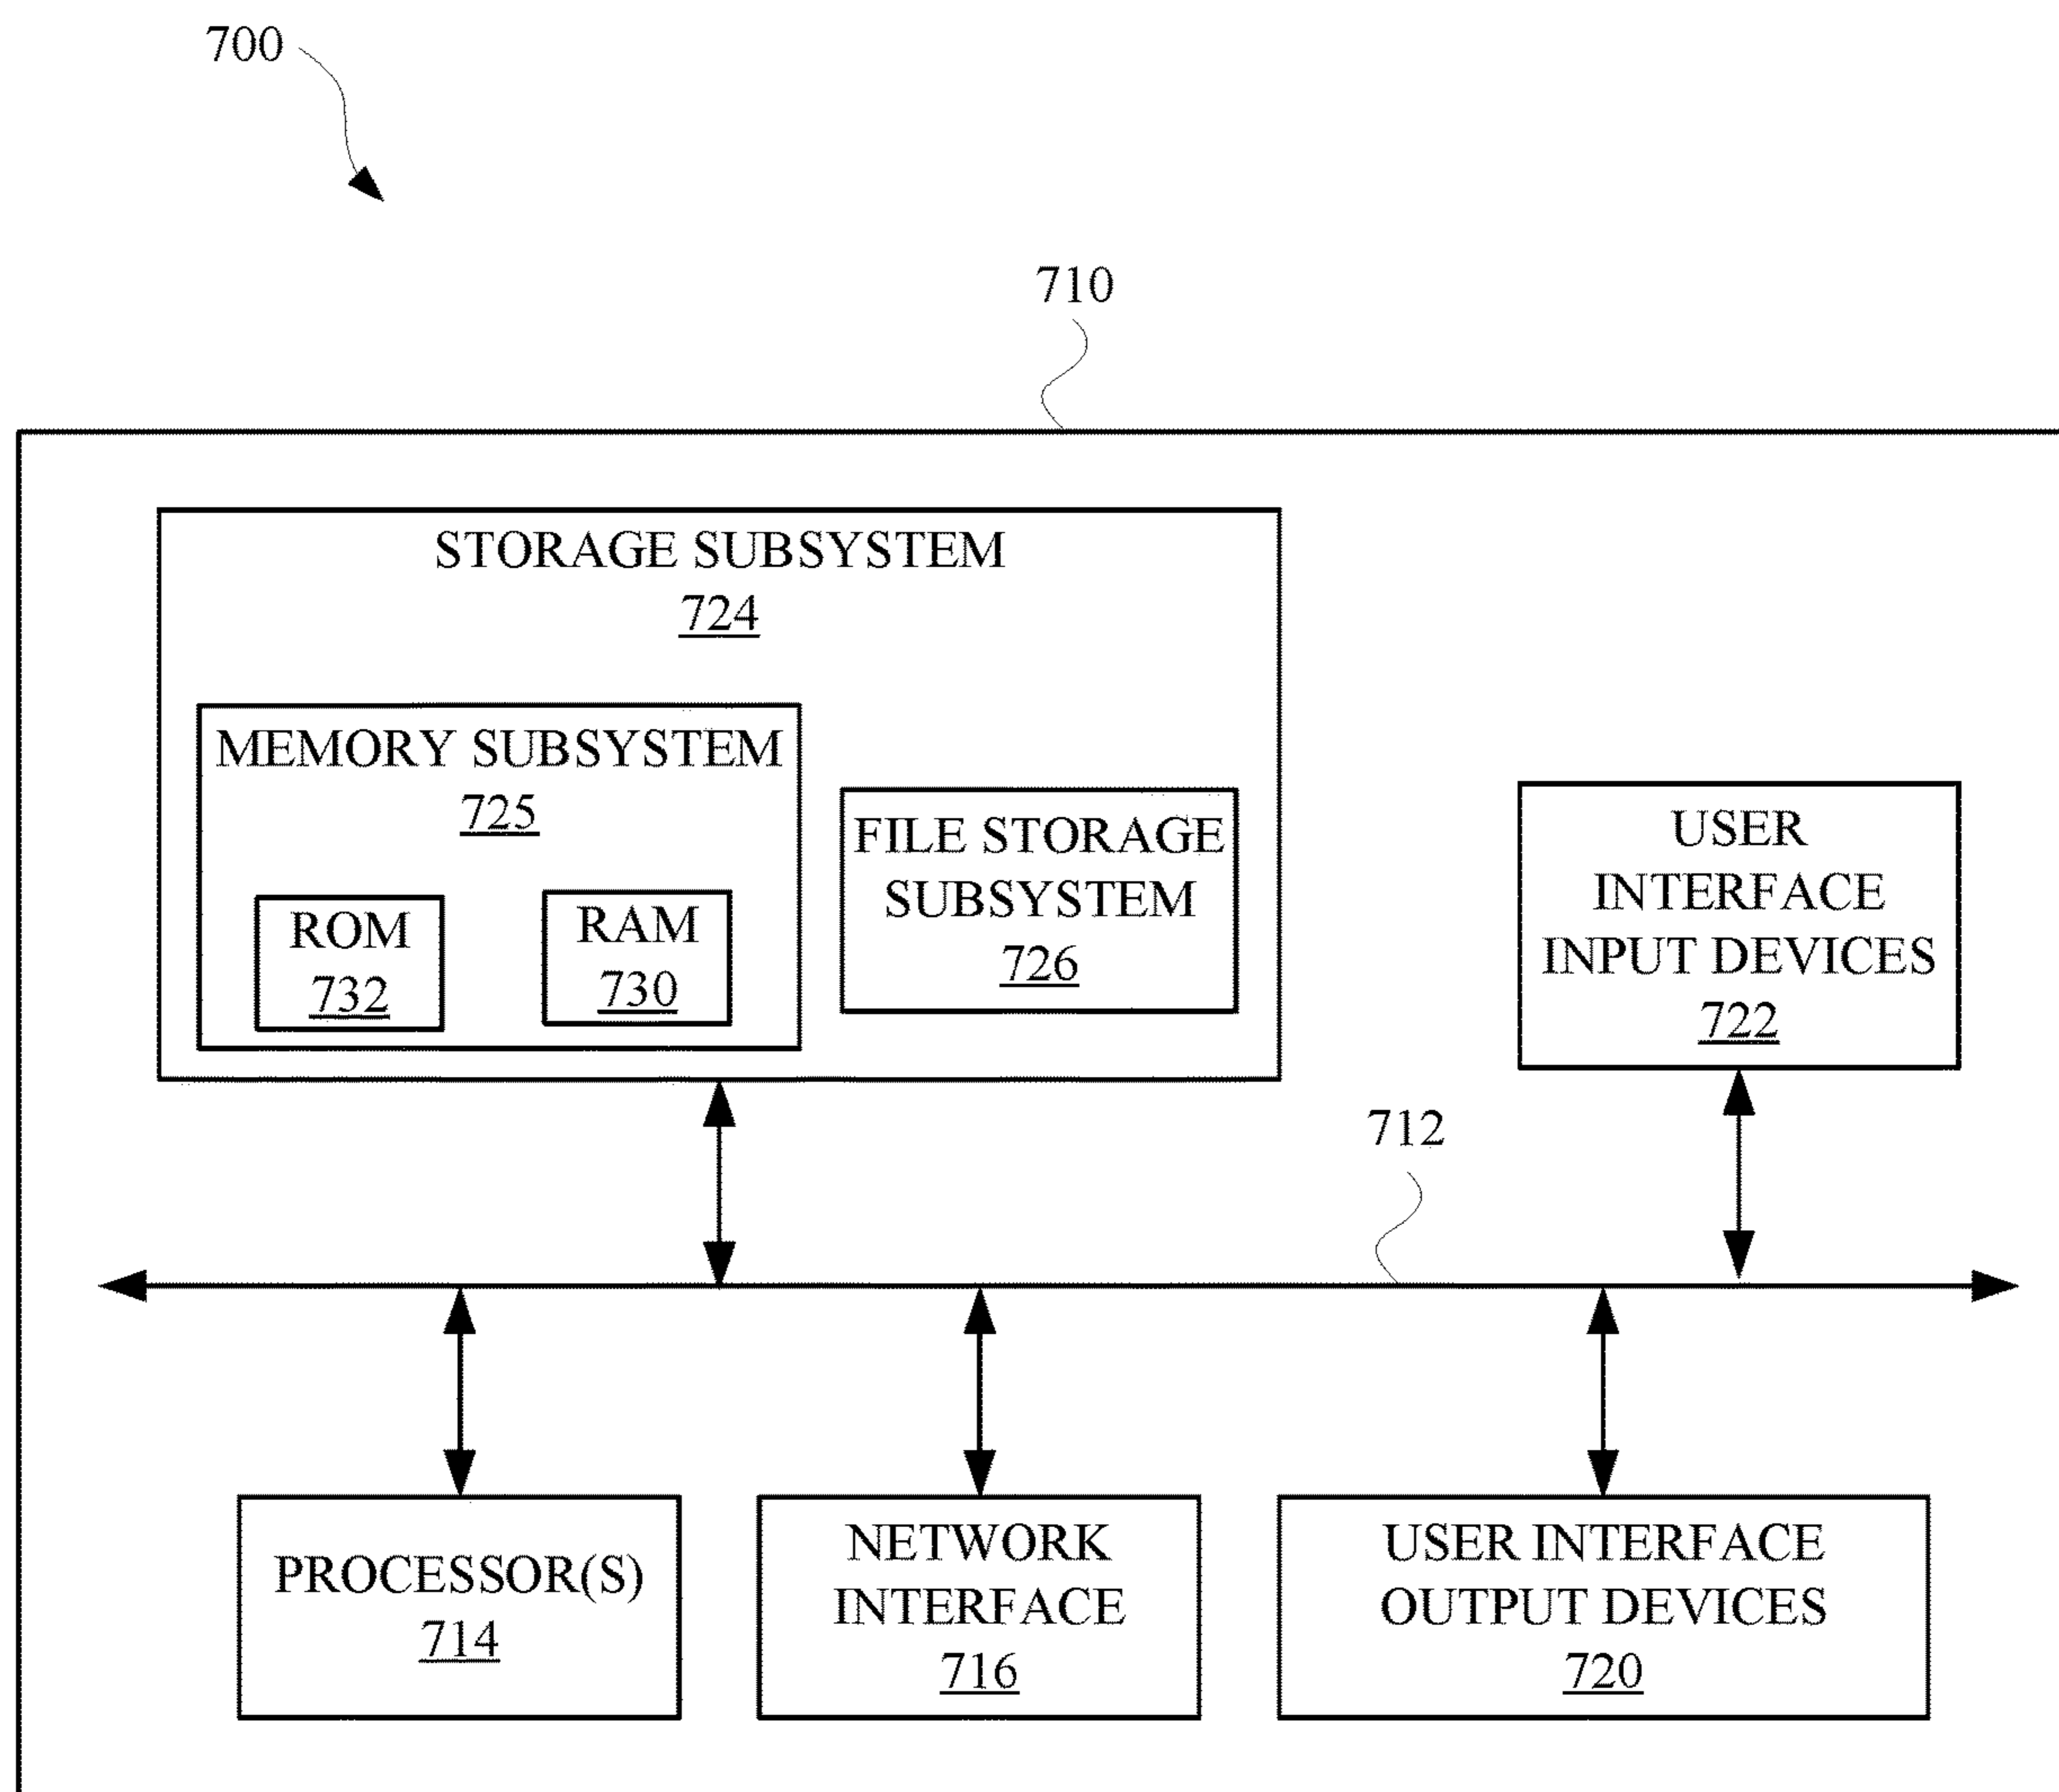 700
710
STORAGE SUBSYSTEM
724
MEMORY SUBSYSTEM
725
ROM
732
RAM
730
FILE STORAGE
SUBSYSTEM
726
USER
INTERFACE
INPUT DEVICES
722
712
PROCESSOR(S)
714
NETWORK
INTERFACE
716
USER INTERFACE
OUTPUT DEVICES
720